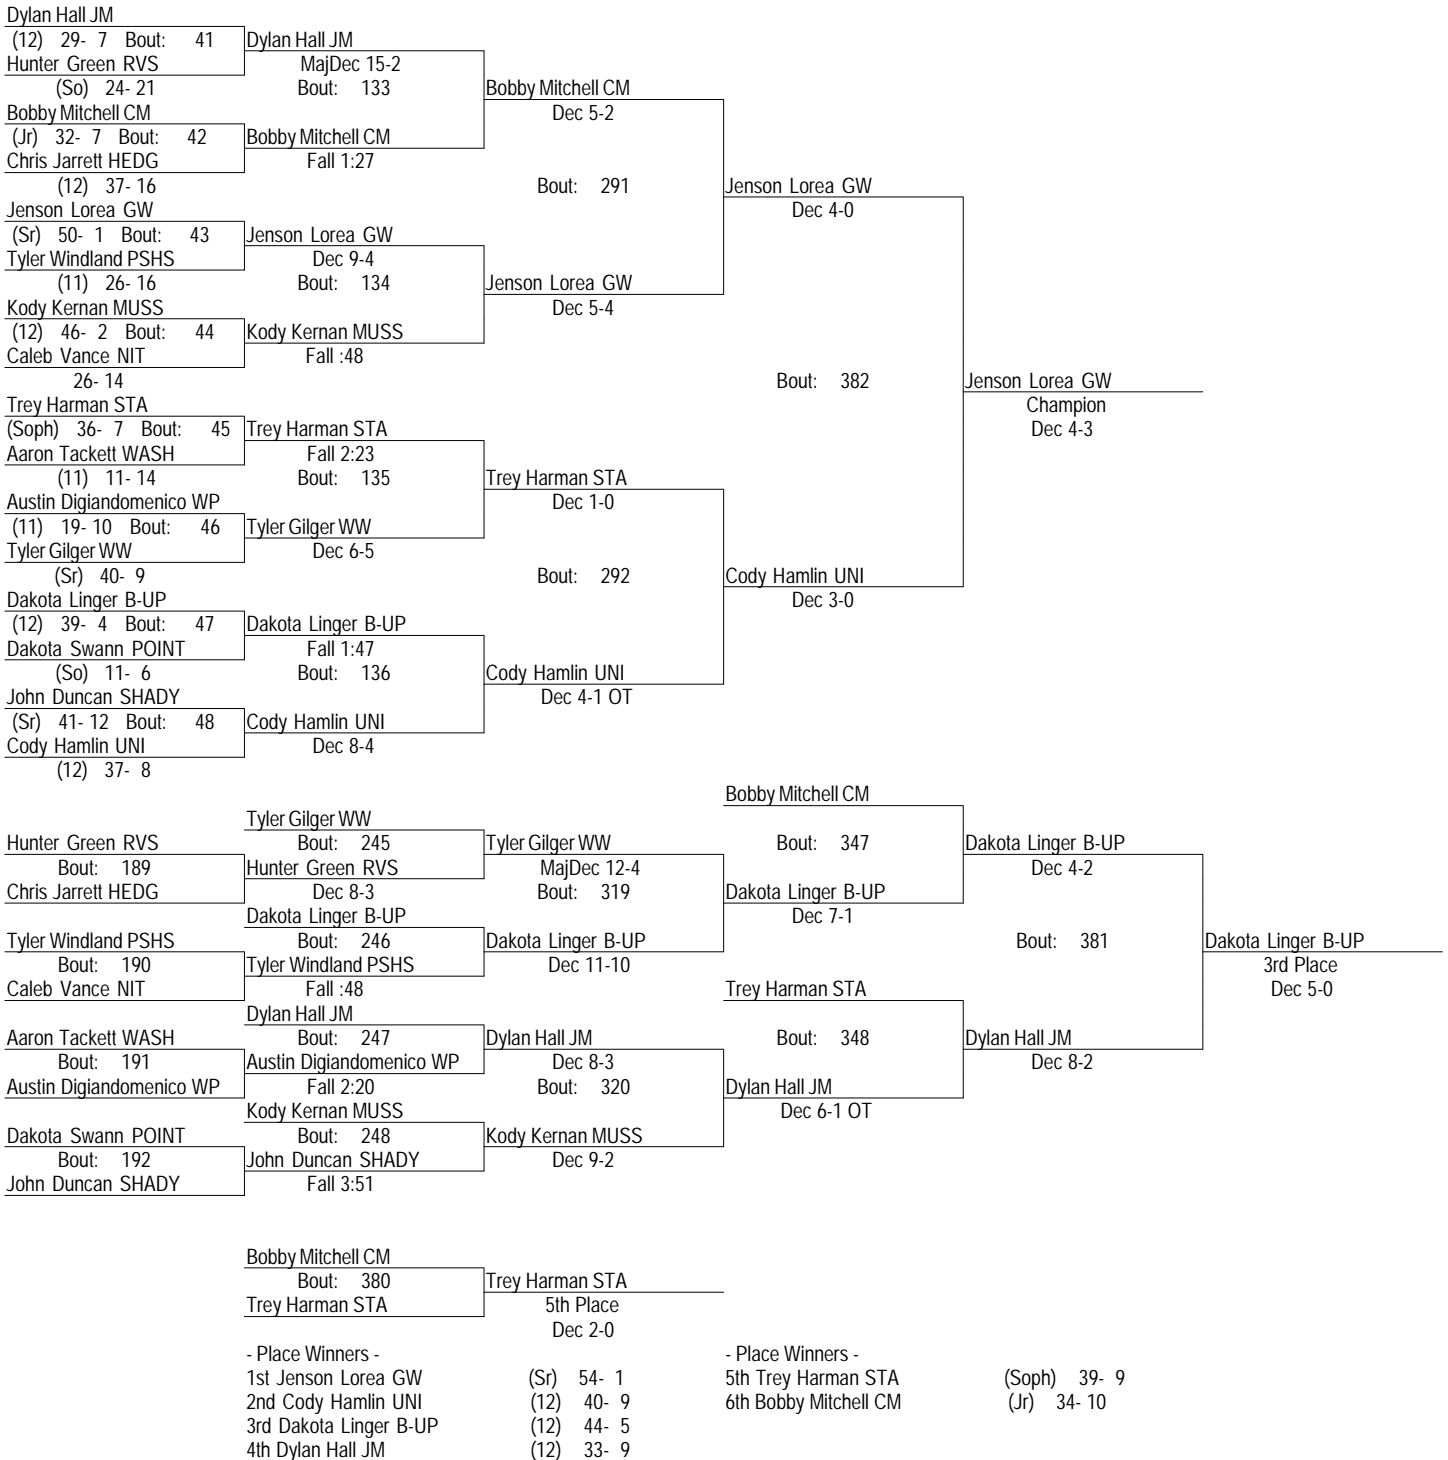 Dylan Hall JM
(12) 29- 7 Bout: 41 Dylan Hall JM
Hunter Green RVS MajDec 15-2
(So) 24- 21 Bout: 133 Bobby Mitchell CM
Bobby Mitchell CM Dec 5-2
(Jr) 32- 7 Bout: 42 Bobby Mitchell CM
Chris Jarrett HEDG Fall 1:27
(12) 37- 16 Bout: 291 Jenson Lorea GW
Jenson Lorea GW Dec 4-0
(Sr) 50- 1 Bout: 43 Jenson Lorea GW
Tyler Windland PSHS Dec 9-4
(11) 26- 16 Bout: 134 Jenson Lorea GW
Kody Kernan MUSS Dec 5-4
(12) 46- 2 Bout: 44 Kody Kernan MUSS
Caleb Vance NIT Fall :48
26- 14 Bout: 382 Jenson Lorea GW
Trey Harman STA Champion
(Soph) 36- 7 Bout: 45 Trey Harman STA Dec 4-3
Aaron Tackett WASH Fall 2:23
(11) 11- 14 Bout: 135 Trey Harman STA
Austin Digiandomenico WP Dec 1-0
(11) 19- 10 Bout: 46 Tyler Gilger WW
Tyler Gilger WW Dec 6-5
(Sr) 40- 9 Bout: 292 Cody Hamlin UNI
Dakota Linger B-UP Dec 3-0
(12) 39- 4 Bout: 47 Dakota Linger B-UP
Dakota Swann POINT Fall 1:47
(So) 11- 6 Bout: 136 Cody Hamlin UNI
John Duncan SHADY Dec 4-1 OT
(Sr) 41- 12 Bout: 48 Cody Hamlin UNI
Cody Hamlin UNI Dec 8-4
(12) 37- 8
Bobby Mitchell CM
Tyler Gilger WW
Hunter Green RVS Bout: 245 Tyler Gilger WW Bout: 347 Dakota Linger B-UP
Bout: 189 Hunter Green RVS MajDec 12-4 Dec 4-2
Chris Jarrett HEDG Dec 8-3 Bout: 319 Dakota Linger B-UP
Dakota Linger B-UP Dec 7-1
Tyler Windland PSHS Bout: 246 Dakota Linger B-UP Bout: 381 Dakota Linger B-UP
Bout: 190 Tyler Windland PSHS Dec 11-10 3rd Place
Caleb Vance NIT Fall :48 Trey Harman STA Dec 5-0
Dylan Hall JM
Aaron Tackett WASH Bout: 247 Dylan Hall JM Bout: 348 Dylan Hall JM
Bout: 191 Austin Digiandomenico WP Dec 8-3 Dec 8-2
Austin Digiandomenico WP Fall 2:20 Bout: 320 Dylan Hall JM
Kody Kernan MUSS Dec 6-1 OT
Dakota Swann POINT Bout: 248 Kody Kernan MUSS
Bout: 192 John Duncan SHADY Dec 9-2
John Duncan SHADY Fall 3:51
Bobby Mitchell CM
Bout: 380 Trey Harman STA
Trey Harman STA 5th Place
Dec 2-0
- Place Winners - - Place Winners -
1st Jenson Lorea GW (Sr) 54- 1 5th Trey Harman STA (Soph) 39- 9
2nd Cody Hamlin UNI (12) 40- 9 6th Bobby Mitchell CM (Jr) 34- 10
3rd Dakota Linger B-UP (12) 44- 5
4th Dylan Hall JM (12) 33- 9